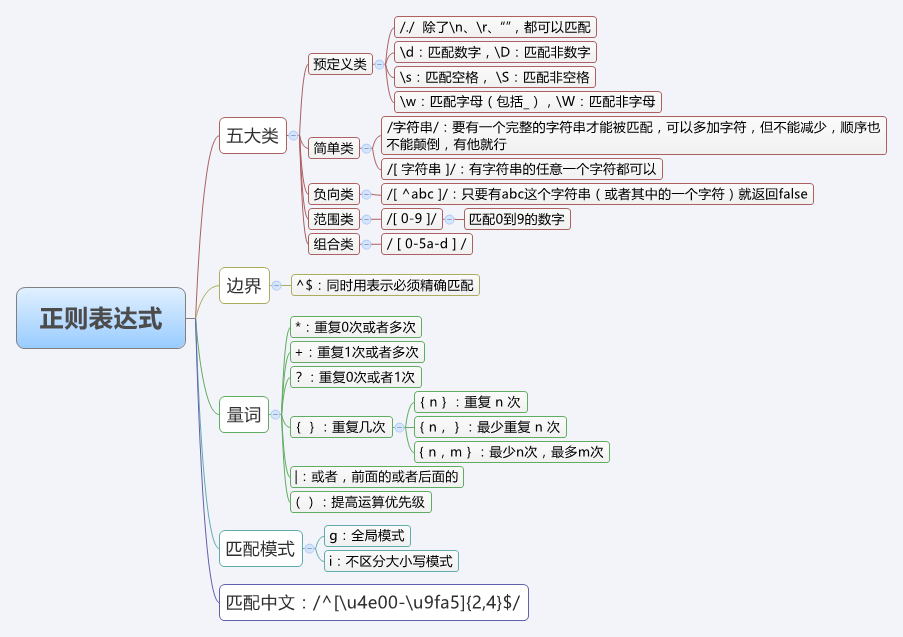 正则表达式
五大类
预定义类
/./ 除了\n、\r、“”，都可以匹配
\d：匹配数字，\D：匹配非数字
\s：匹配空格， \S：匹配非空格
\w：匹配字母（包括_），\W：匹配非字母
简单类
/字符串/：要有一个完整的字符串才能被匹配，可以多加字符，但不能减少，顺序也
不能颠倒，有他就行
/[ 字符串 ]/：有字符串的任意一个字符都可以
负向类
/[ ^abc ]/：只要有abc这个字符串（或者其中的一个字符）就返回false
范围类
/[ 0-9 ]/
匹配0到9的数字
组合类
/ [ 0-5a-d ] /
边界
^$：同时用表示必须精确匹配
量词
*：重复0次或者多次
+：重复1次或者多次
? ：重复0次或者1次
{ } ：重复几次
{ n } ：重复 n 次
{ n， } ：最少重复 n 次
{ n，m } ：最少n次，最多m次
|：或者，前面的或者后面的
( ) ：提高运算优先级
匹配模式
g：全局模式
i：不区分大小写模式
匹配中文：/^[\u4e00-\u9fa5]{2,4}$/